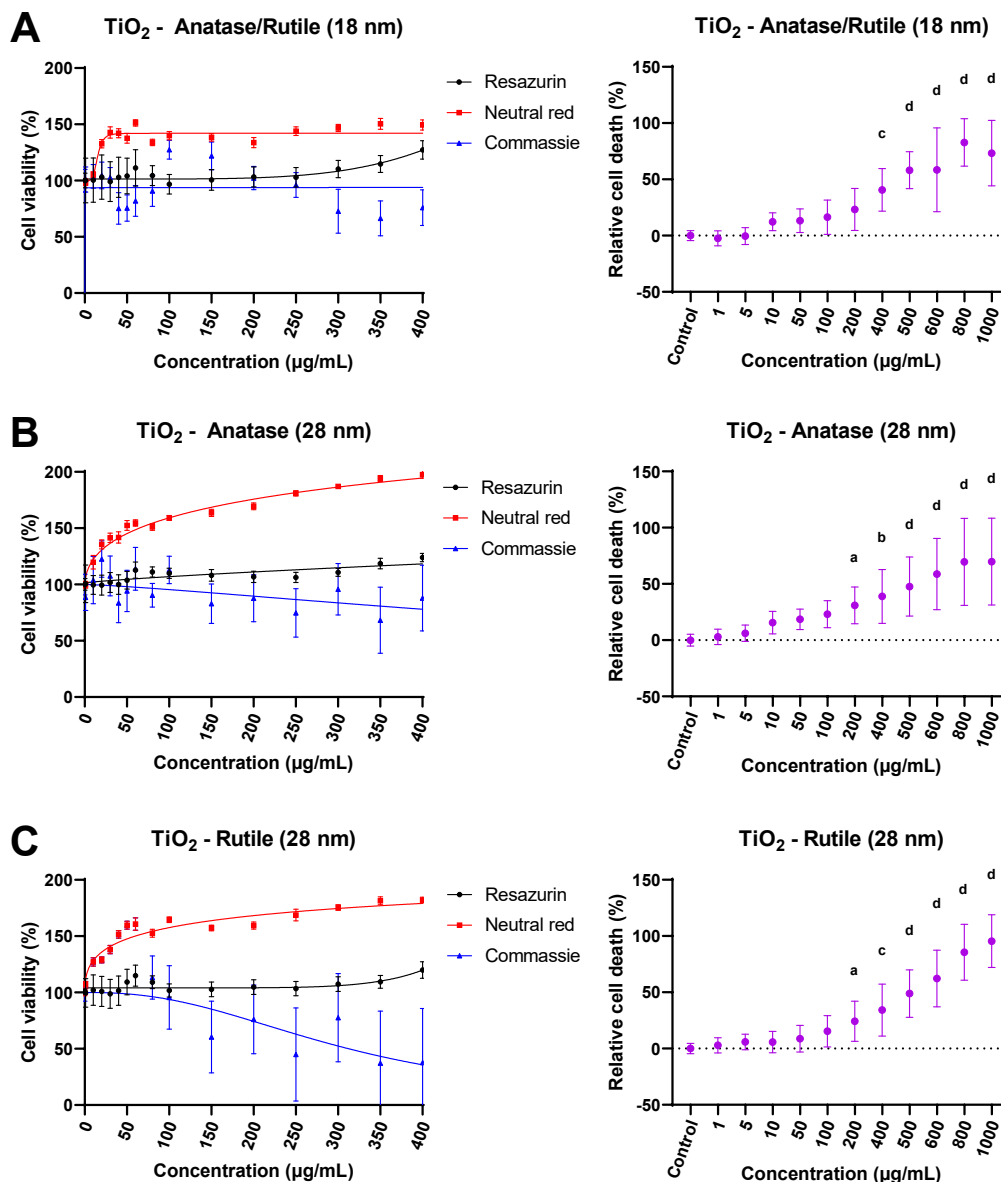 A
TiO2 - Anatase/Rutile (18 nm)
Cell viability (%)
200
150
100
50
0
0
50
100
150
200
250
300
350
400
Concentration (µg/mL)
Resazurin
Neutral red
Commassie
TiO2 - Anatase/Rutile (18 nm)
Relative cell death (%)
150
100
50
0
-50
c
d
d
d
d
Control
1
5
10
50
100
200
400
500
600
800
1000
Concentration (µg/mL)
B
TiO2 - Anatase (28 nm)
Cell viability (%)
200
150
100
50
0
0
50
100
150
200
250
300
350
400
Concentration (µg/mL)
Resazurin
Neutral red
Commassie
TiO2 - Anatase (28 nm)
Relative cell death (%)
150
100
50
0
-50
a
b
d
d
d
d
Control
1
5
10
50
100
200
400
500
600
800
1000
Concentration (µg/mL)
C
TiO2 - Rutile (28 nm)
Cell viability (%)
200
150
100
50
0
0
50
100
150
200
250
300
350
400
Concentration (µg/mL)
Resazurin
Neutral red
Commassie
TiO2 - Rutile (28 nm)
Relative cell death (%)
150
100
50
0
-50
a
c
d
d
d
d
Control
1
5
10
50
100
200
400
500
600
800
1000
Concentration (µg/mL)